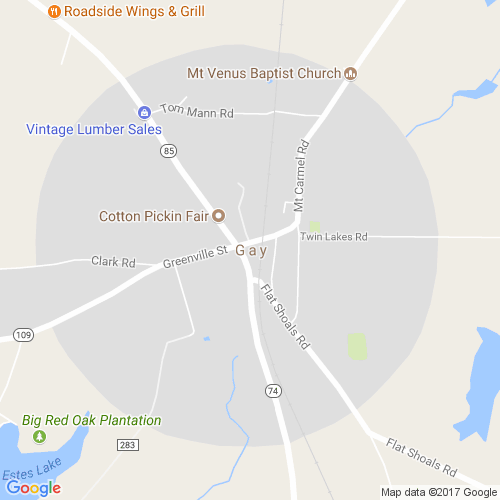 Roadside Wings & Grill
Mt Venus Baptist Church
Tom Mann Rd
Vintage Lumber Sales
85
Mt Carmel Rd
Cotton Pickin Fair
Twin Lakes Rd
Greenville St
Gay
Clark Rd
Flat Shoals Rd
109
74
Big Red Oak Plantation
283
Flat Shoals Rd
Estes Lake
Google
Map data ©2017 Google